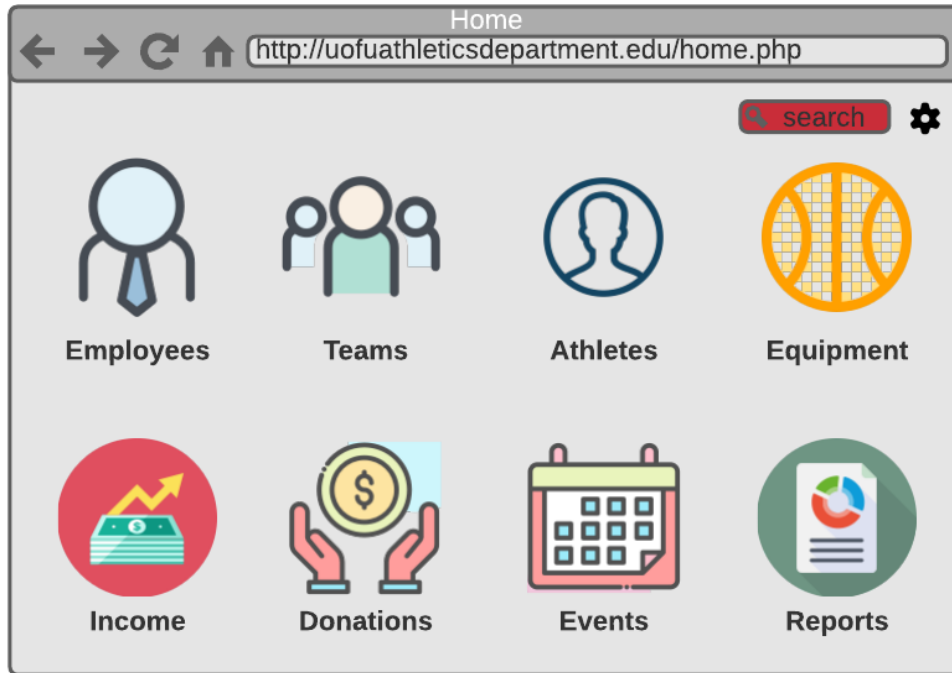 Home
http://uofuathleticsdepartment.edu/home.php
search
Employees Teams Athletes Equipment
Income Donations Events Reports